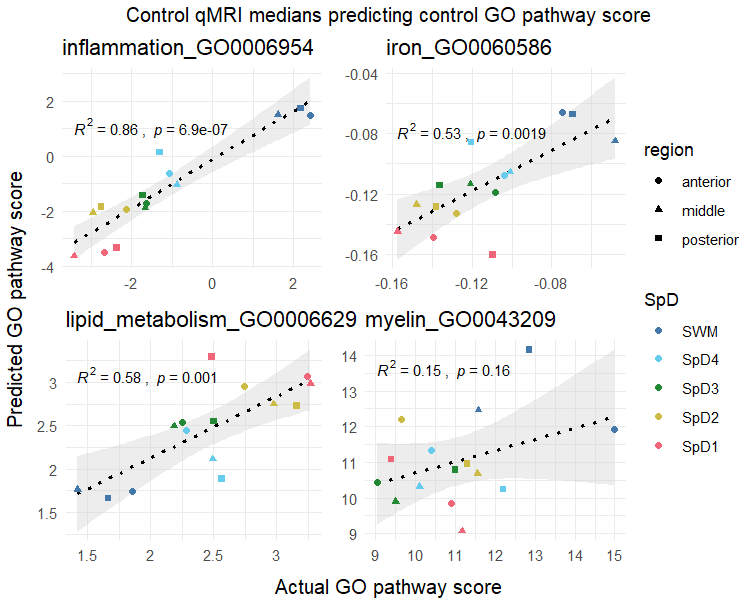 Control qMRI medians predicting control GO pathway score
inflammation_GO0006954
iron_GO0060586
2
0
-2
-4
R² = 0.86 , p = 6.9e-07
-2
0
2
-0.04
-0.08
-0.12
-0.16
R² = 0.53 , p = 0.0019
-0.16
-0.12
-0.08
lipid_metabolism_GO0006629
myelin_GO0043209
3
2.5
2
1.5
R² = 0.58 , p = 0.001
1.5
2
2.5
3
14
13
12
11
10
9
R² = 0.15 , p = 0.16
9
10
11
12
13
14
15
Predicted GO pathway score
Actual GO pathway score
region
anterior
middle
posterior
SpD
SWM
SpD4
SpD3
SpD2
SpD1